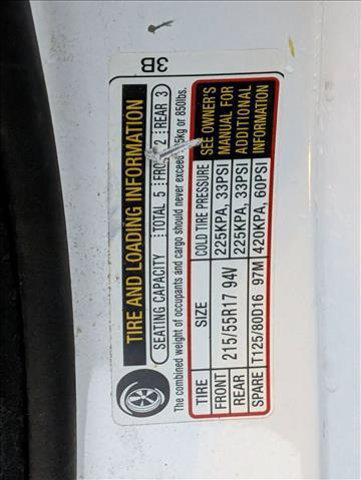 3B
TIRE AND LOADING INFORMATION
SEATING CAPACITY TOTAL 5 2 REAR 3
The combined weight of occupants and cargo should never exceed or 850lbs.
TIRE SIZE COLD TIRE PRESSURE SEE OWNER'S MANUAL FOR ADDITIONAL INFORMATION
FRONT 215/55R17 94V 225KPA, 33PSI
REAR 225KPA, 33PSI
SPARE T125/80D16 97M 420KPA, 60PSI